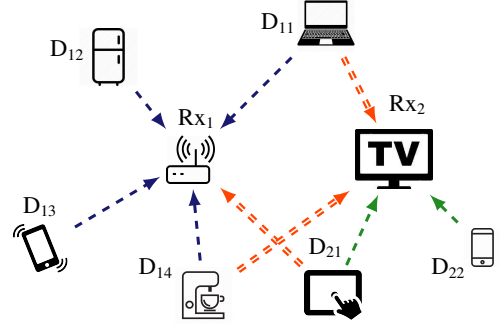 D₁₁
D₁₂
Rx₂
Rx₁
TV
D₁₃
D₂₁
D₁₄
D₂₂